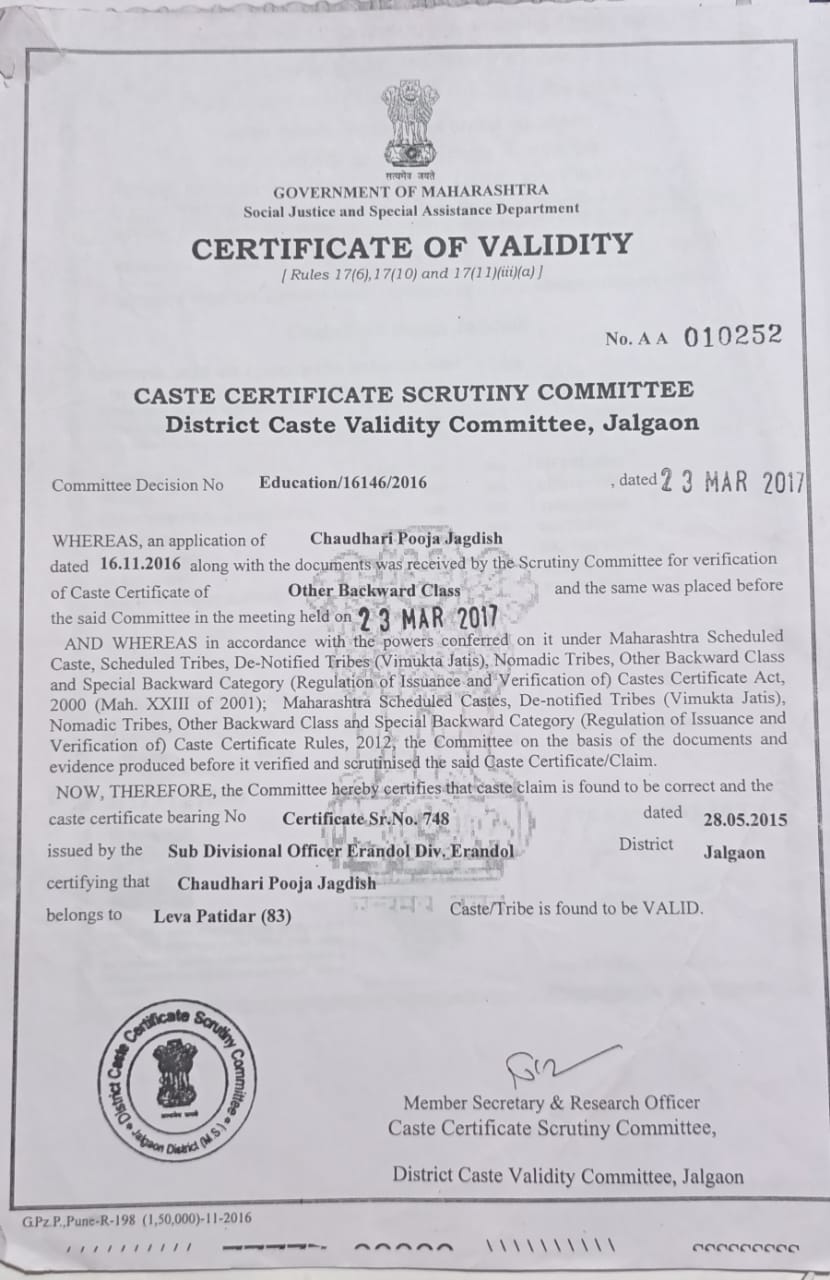 सत्यमेव जयते
GOVERNMENT OF MAHARASHTRA
Social Justice and Special Assistance Department
CERTIFICATE OF VALIDITY
[ Rules 17(6),17(10) and 17(11)(iii)(a) ]
No. A A 010252
CASTE CERTIFICATE SCRUTINY COMMITTEE
District Caste Validity Committee, Jalgaon
Committee Decision No Education/16146/2016 , dated 23 MAR 2017
WHEREAS, an application of Chaudhari Pooja Jagdish
dated 16.11.2016 along with the documents was received by the Scrutiny Committee for verification
of Caste Certificate of Other Backward Class and the same was placed before
the said Committee in the meeting held on 23 MAR 2017
AND WHEREAS in accordance with the powers conferred on it under Maharashtra Scheduled
Caste, Scheduled Tribes, De-Notified Tribes (Vimukta Jatis), Nomadic Tribes, Other Backward Class
and Special Backward Category (Regulation of Issuance and Verification of) Castes Certificate Act,
2000 (Mah. XXIII of 2001); Maharashtra Scheduled Castes, De-notified Tribes (Vimukta Jatis),
Nomadic Tribes, Other Backward Class and Special Backward Category (Regulation of Issuance and
Verification of) Caste Certificate Rules, 2012, the Committee on the basis of the documents and
evidence produced before it verified and scrutinised the said Caste Certificate/Claim.
NOW, THEREFORE, the Committee hereby certifies that caste claim is found to be correct and the
caste certificate bearing No Certificate Sr.No. 748 dated 28.05.2015
issued by the Sub Divisional Officer Erandol Div. Erandol District Jalgaon
certifying that Chaudhari Pooja Jagdish
belongs to Leva Patidar (83) Caste/Tribe is found to be VALID.
District Caste Certificate Scrutiny Committee
Jalgaon District (M.S.)
Member Secretary & Research Officer
Caste Certificate Scrutiny Committee,
District Caste Validity Committee, Jalgaon
G.Pz.P.,Pune-R-198 (1,50,000)-11-2016